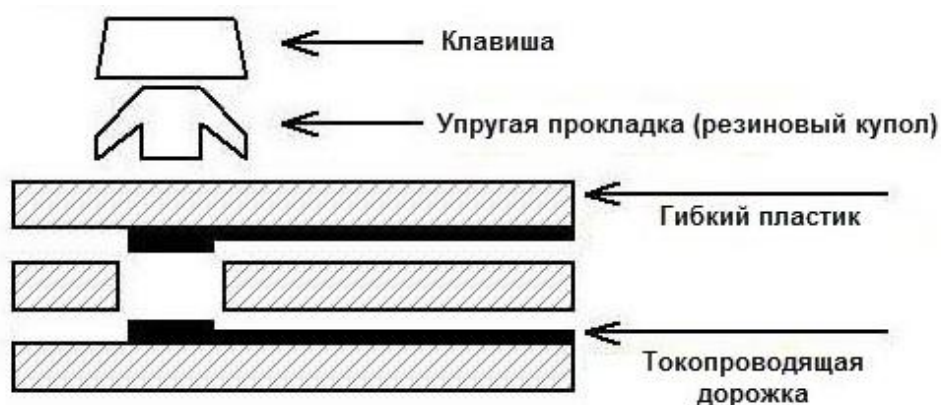 Клавиша
Упругая прокладка (резиновый купол)
Гибкий пластик
Токопроводящая
дорожка